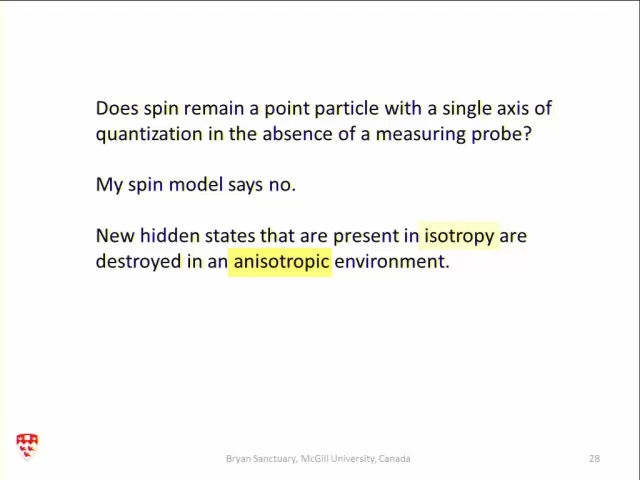 Does spin remain a point particle with a single axis of
quantization in the absence of a measuring probe?
My spin model says no.
New hidden states that are present in isotropy are
destroyed in an anisotropic environment.
Bryan Sanctuary, McGill University, Canada
28